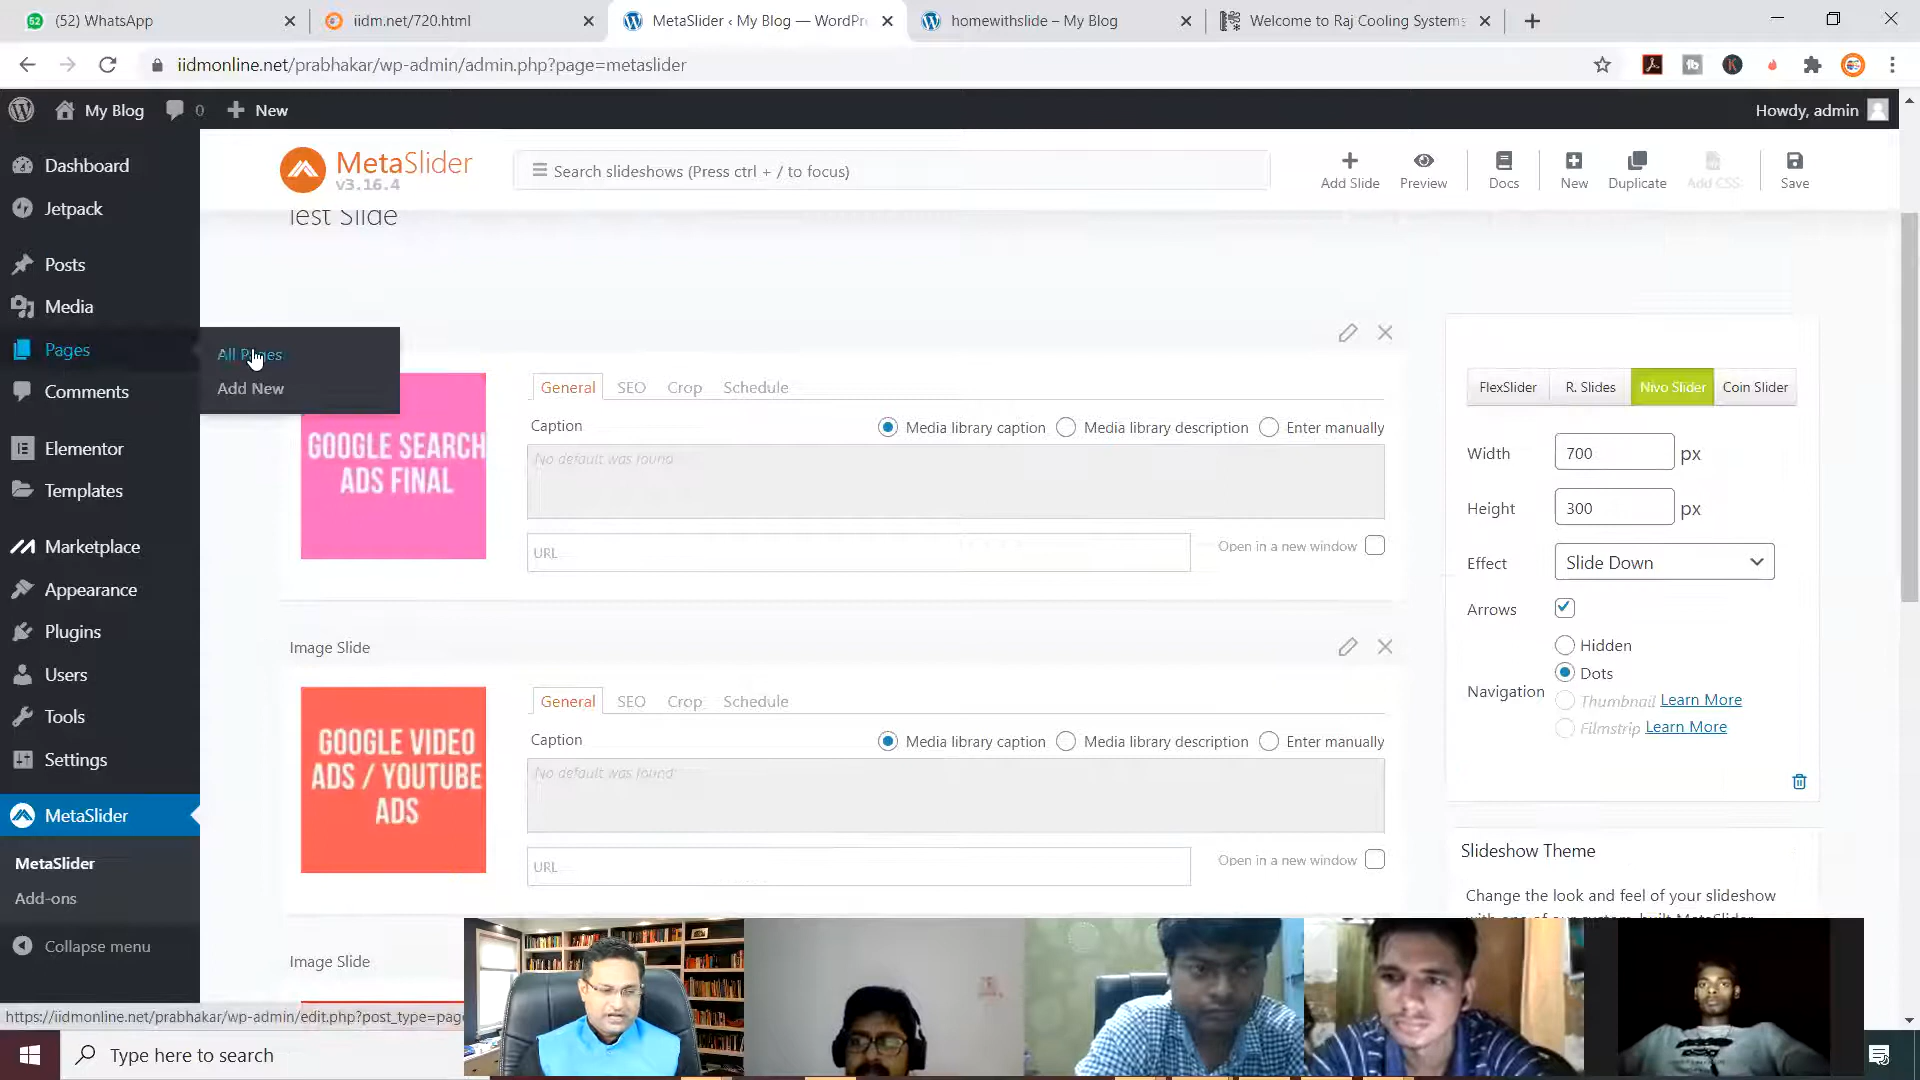 (52) WhatsApp
iidm.net/720.html
MetaSlider ‹ My Blog — WordPre
homewithslide – My Blog
Welcome to Raj Cooling Systems
iidmonline.net/prabhakar/wp-admin/admin.php?page=metaslider
My Blog
0
New
Howdy, admin
Dashboard
Jetpack
Posts
Media
Pages
Comments
Elementor
Templates
Marketplace
Appearance
Plugins
Users
Tools
Settings
MetaSlider
MetaSlider
Add-ons
Collapse menu
All Pages
Add New
MetaSlider
v3.16.4
Search slideshows (Press ctrl + / to focus)
Add Slide
Preview
Docs
New
Duplicate
Add CSS
Save
Test Slide
GOOGLE SEARCH
ADS FINAL
General
SEO
Crop
Schedule
Caption
Media library caption
Media library description
Enter manually
No default was found
URL
Open in a new window
Image Slide
GOOGLE VIDEO
ADS / YOUTUBE
ADS
General
SEO
Crop
Schedule
Caption
Media library caption
Media library description
Enter manually
No default was found
URL
Open in a new window
Image Slide
FlexSlider
R. Slides
Nivo Slider
Coin Slider
Width
700
px
Height
300
px
Effect
Slide Down
Arrows
Navigation
Hidden
Dots
Thumbnail Learn More
Filmstrip Learn More
Slideshow Theme
Change the look and feel of your slideshow
with one of our system-built MetaSlider
https://iidmonline.net/prabhakar/wp-admin/edit.php?post_type=pag
Type here to search